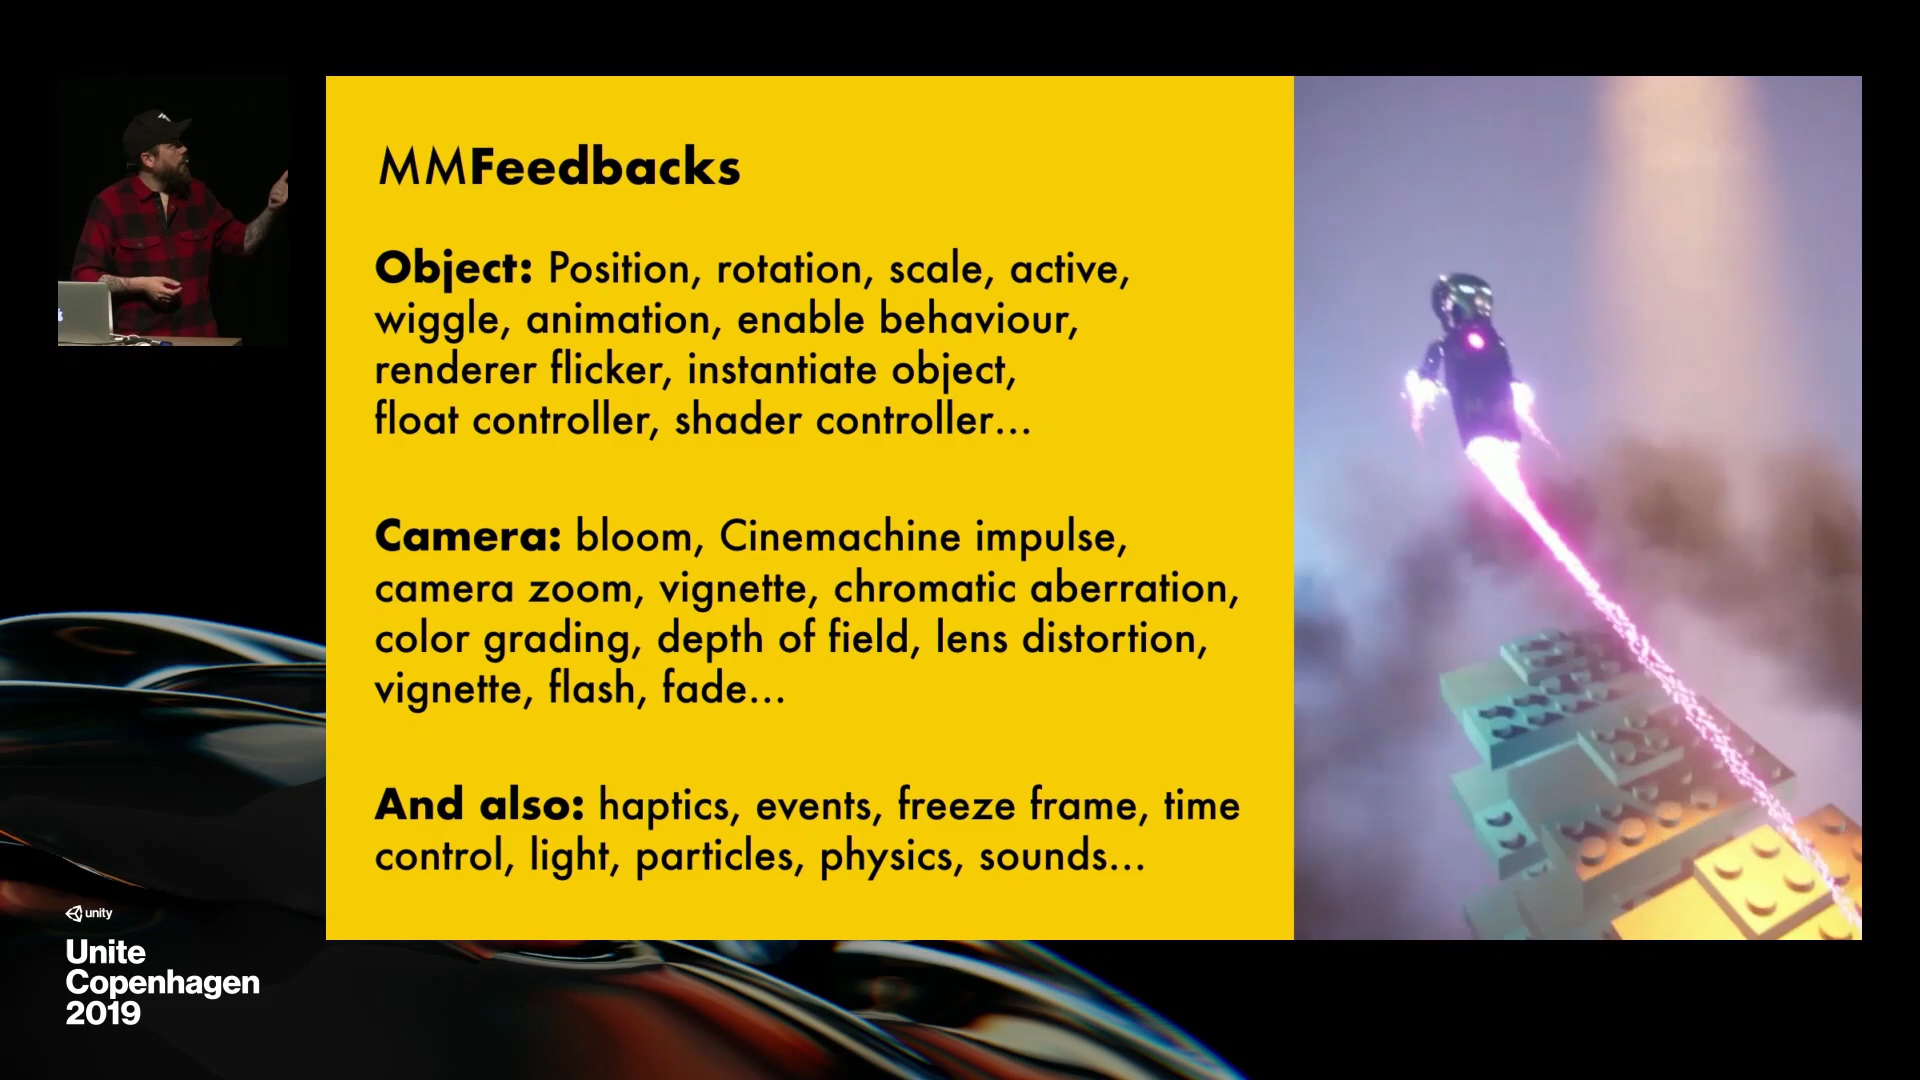 MMFeedbacks
Object: Position, rotation, scale, active,
wiggle, animation, enable behaviour,
renderer flicker, instantiate object,
float controller, shader controller...
Camera: bloom, Cinemachine impulse,
camera zoom, vignette, chromatic aberration,
color grading, depth of field, lens distortion,
vignette, flash, fade...
And also: haptics, events, freeze frame, time
control, light, particles, physics, sounds...
unity
Unite
Copenhagen
2019